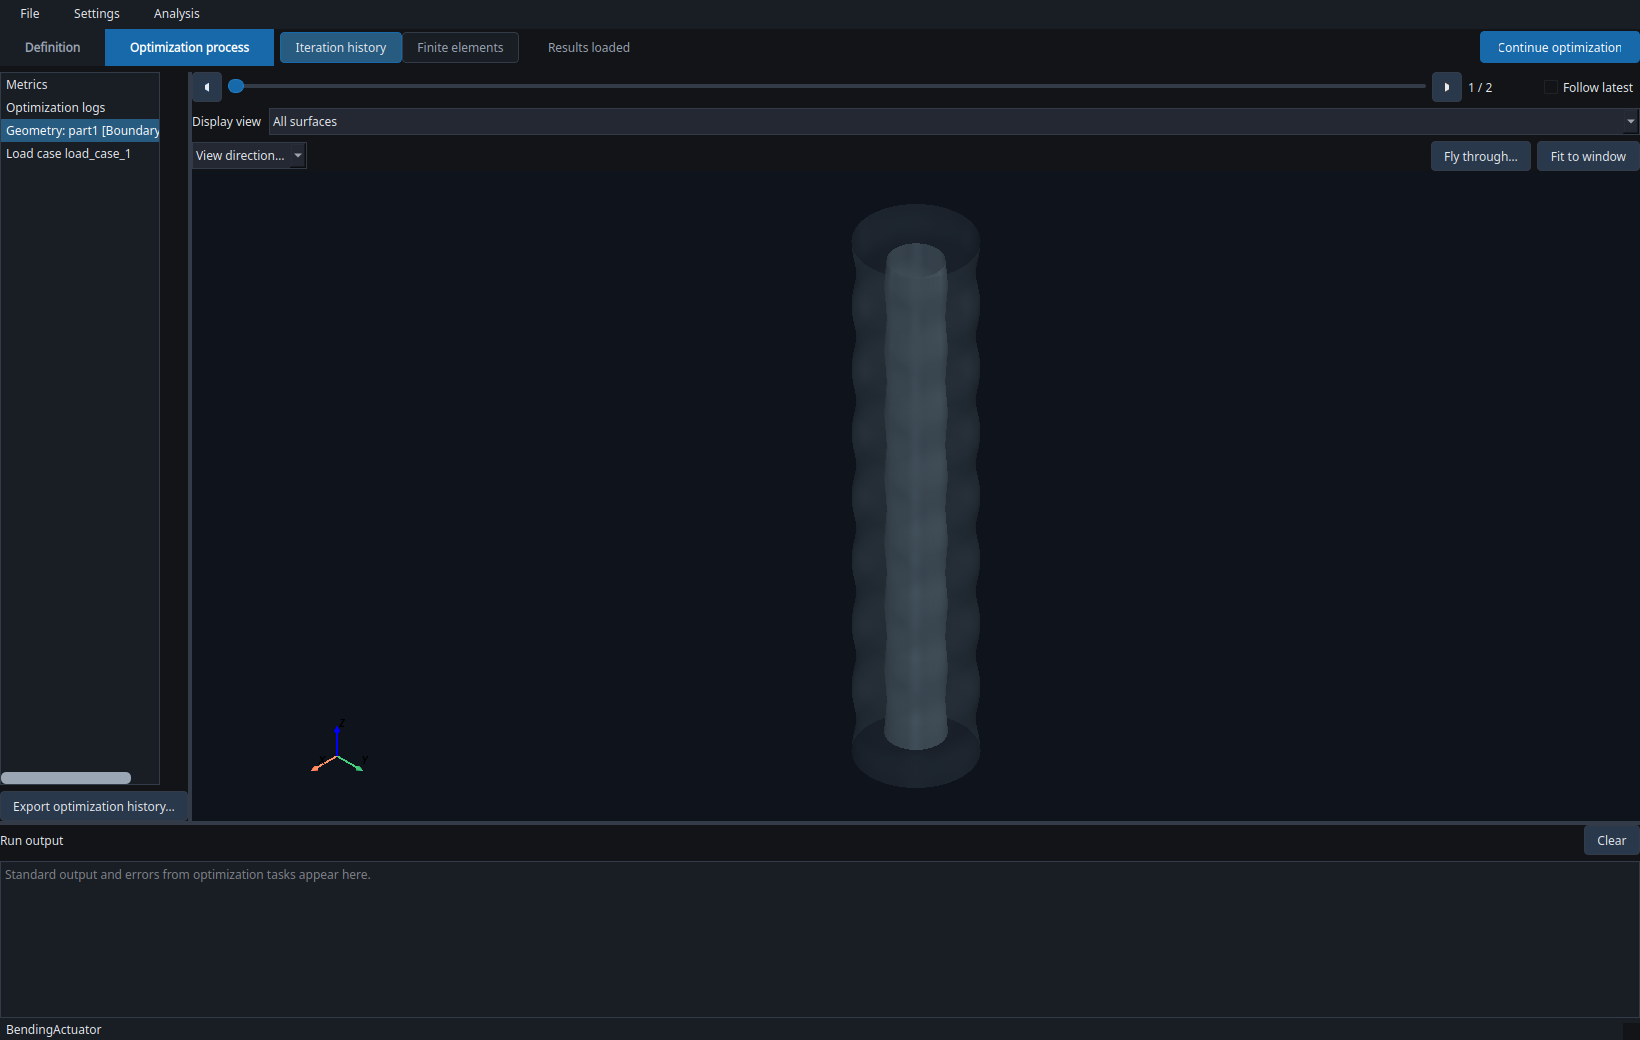 File Settings Analysis
Definition Optimization process Iteration history Finite elements Results loaded Continue optimization
Metrics
Optimization logs
Geometry: part1 [Boundary
Load case load_case_1
1 / 2 Follow latest
Display view All surfaces
View direction... Fly through... Fit to window
Z
Export optimization history...
Run output Clear
Standard output and errors from optimization tasks appear here.
BendingActuator